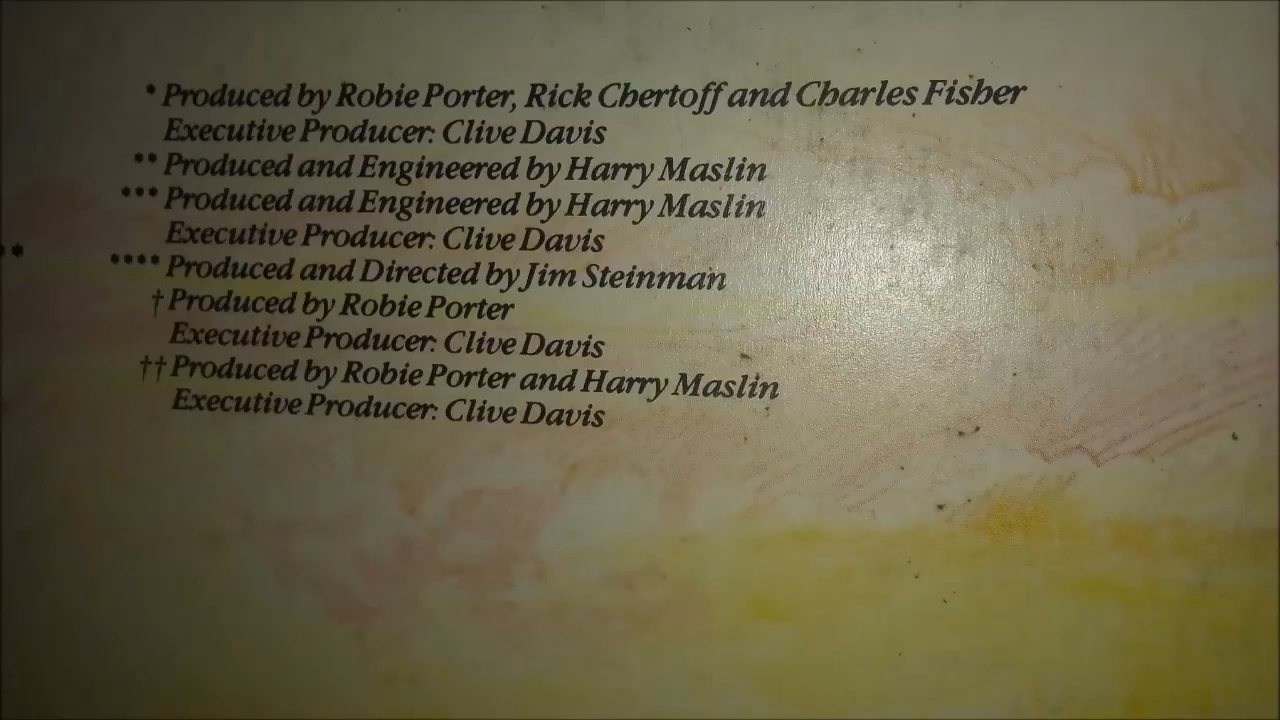 * Produced by Robie Porter, Rick Chertoff and Charles Fisher
Executive Producer: Clive Davis
** Produced and Engineered by Harry Maslin
*** Produced and Engineered by Harry Maslin
Executive Producer: Clive Davis
**
**** Produced and Directed by Jim Steinman
† Produced by Robie Porter
Executive Producer: Clive Davis
†† Produced by Robie Porter and Harry Maslin
Executive Producer: Clive Davis